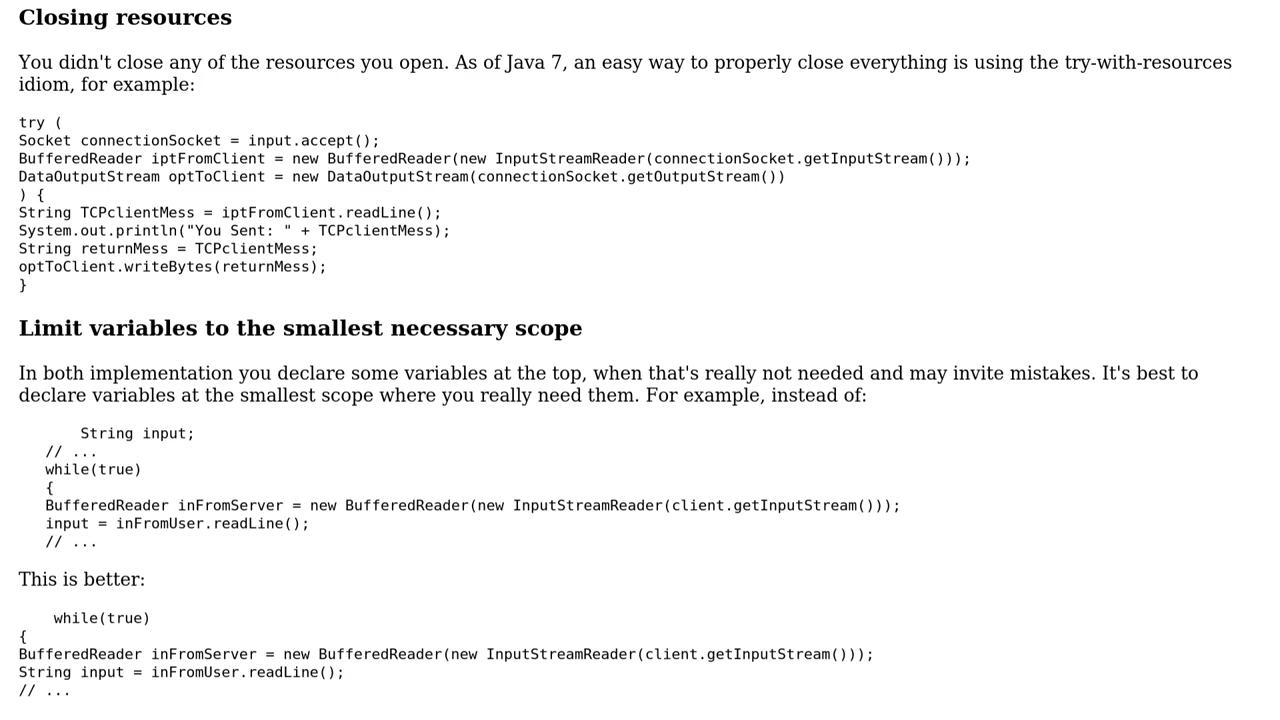 Closing resources
You didn't close any of the resources you open. As of Java 7, an easy way to properly close everything is using the try-with-resources
idiom, for example:
try (
Socket connectionSocket = input.accept();
BufferedReader iptFromClient = new BufferedReader(new InputStreamReader(connectionSocket.getInputStream()));
DataOutputStream optToClient = new DataOutputStream(connectionSocket.getOutputStream())
) {
String TCPclientMess = iptFromClient.readLine();
System.out.println("You Sent: " + TCPclientMess);
String returnMess = TCPclientMess;
optToClient.writeBytes(returnMess);
}
Limit variables to the smallest necessary scope
In both implementation you declare some variables at the top, when that's really not needed and may invite mistakes. It's best to
declare variables at the smallest scope where you really need them. For example, instead of:
String input;
// ...
while(true)
{
BufferedReader inFromServer = new BufferedReader(new InputStreamReader(client.getInputStream()));
input = inFromUser.readLine();
// ...
This is better:
while(true)
{
BufferedReader inFromServer = new BufferedReader(new InputStreamReader(client.getInputStream()));
String input = inFromUser.readLine();
// ...